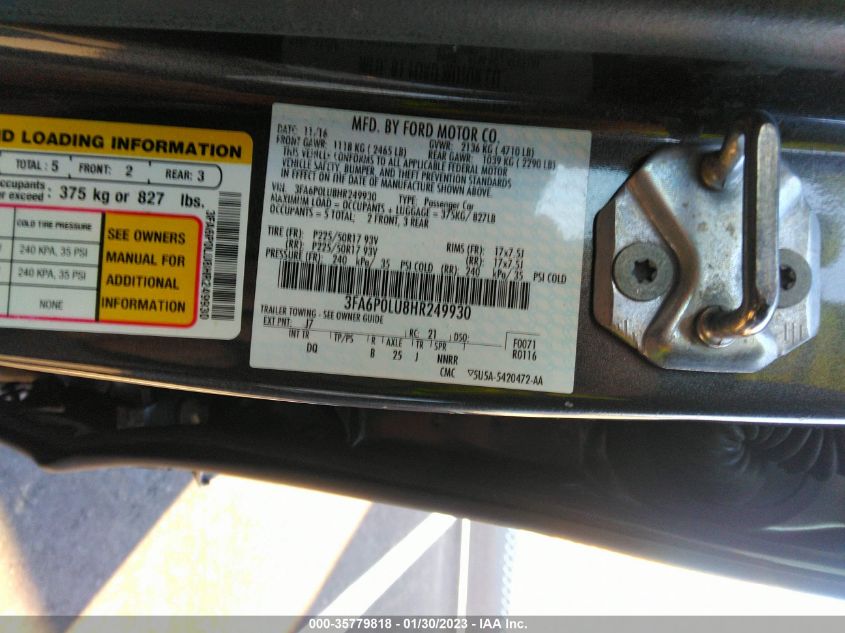 ND LOADING INFORMATION
TOTAL: 5 FRONT: 2 REAR: 3
occupants
exceed: 375 kg or 827 lbs.
COLD TIRE PRESSURE
240 KPA, 35 PSI
240 KPA, 35 PSI
NONE
SEE OWNERS
MANUAL FOR
ADDITIONAL
INFORMATION
3FA6P0LU8HR249930
MFD. BY FORD MOTOR CO.
DATE: 11/16 GVWR: 2136 KG (4710 LB)
FRONT GAWR: 1118 KG (2465 LB) REAR GAWR: 1039 KG (2290 LB)
THIS VEHICLE CONFORMS TO ALL APPLICABLE FEDERAL MOTOR
VEHICLE SAFETY, BUMPER, AND THEFT PREVENTION STANDARDS
IN EFFECT ON THE DATE OF MANUFACTURE SHOWN ABOVE.
VIN: 3FA6P0LU8HR249930 TYPE: Passenger Car
MAXIMUM LOAD = OCCUPANTS + LUGGAGE = 375KG/827LB
OCCUPANTS = 5 TOTAL: 2 FRONT, 3 REAR
TIRE (FR): P225/50R17 93V RIMS (FR) 17x7.5J
(RR): P225/50R17 93V (RR): 17x7.5J
PRESSURE (FR): 240 kPa/ 35 PSI COLD (RR): 240 kPa/ 35 PSI COLD
3FA6P0LU8HR249930
TRAILER TOWING - SEE OWNER GUIDE
EXT PNT: J7 RC: 21 DSO: F0071
INT TR TP/PS R AXLE TR SPR R0116
DQ B 25 J NNRR
CMC 5U5A-5420472-AA
000-35779818 - 01/30/2023 - IAA Inc.